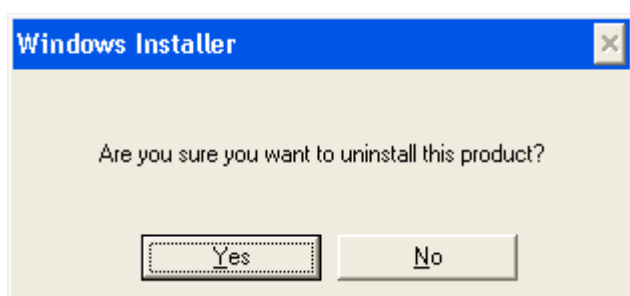 Windows Installer
Are you sure you want to uninstall this product?
Yes No